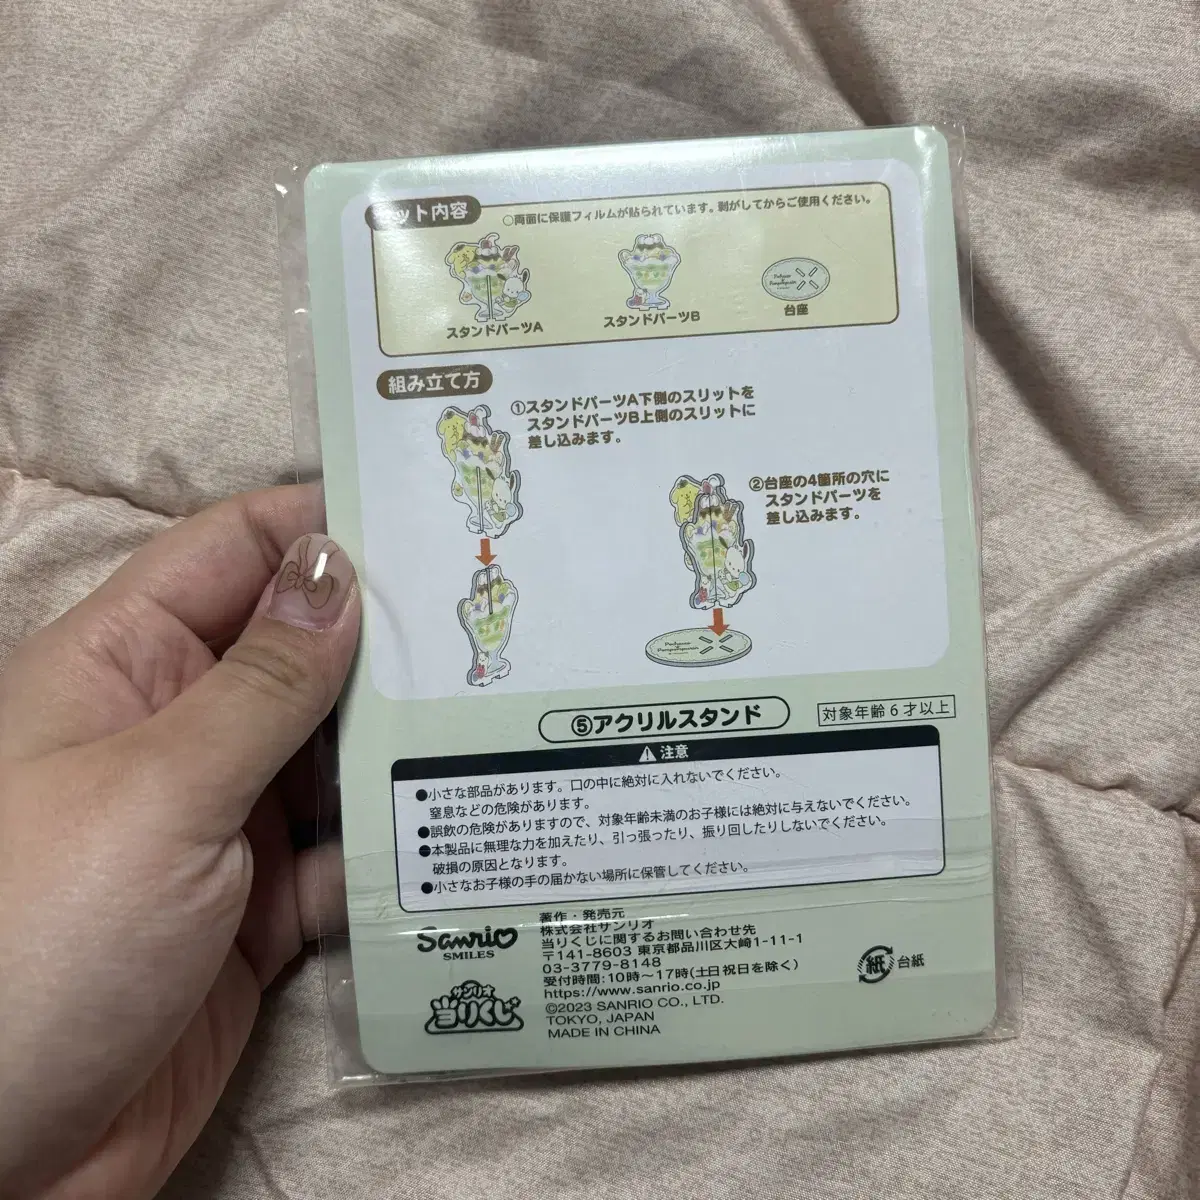 セット内容
○両面に保護フィルムが貼られています。剥がしてからご使用ください。
スタンドパーツA
スタンドパーツB
台座
組み立て方
①スタンドパーツA下側のスリットを
スタンドパーツB上側のスリットに
差し込みます。
②台座の4箇所の穴に
スタンドパーツを
差し込みます。
Pochacco
Pompompurin
⑤アクリルスタンド
対象年齢6才以上
注意
●小さな部品があります。口の中に絶対に入れないでください。
窒息などの危険があります。
●誤飲の危険がありますので、対象年齢未満のお子様には絶対に与えないでください。
●本製品に無理な力を加えたり、引っ張ったり、振り回したりしないでください。
破損の原因となります。
●小さなお子様の手の届かない場所に保管してください。
Sanrio
SMILES
サンリオ
当りくじ
著作・発売元
株式会社サンリオ
当りくじに関するお問い合わせ先
〒141-8603 東京都品川区大崎1-11-1
03-3779-8148
受付時間:10時~17時(土日祝日を除く)
https://www.sanrio.co.jp
©2023 SANRIO CO., LTD.
TOKYO, JAPAN
MADE IN CHINA
紙
台紙